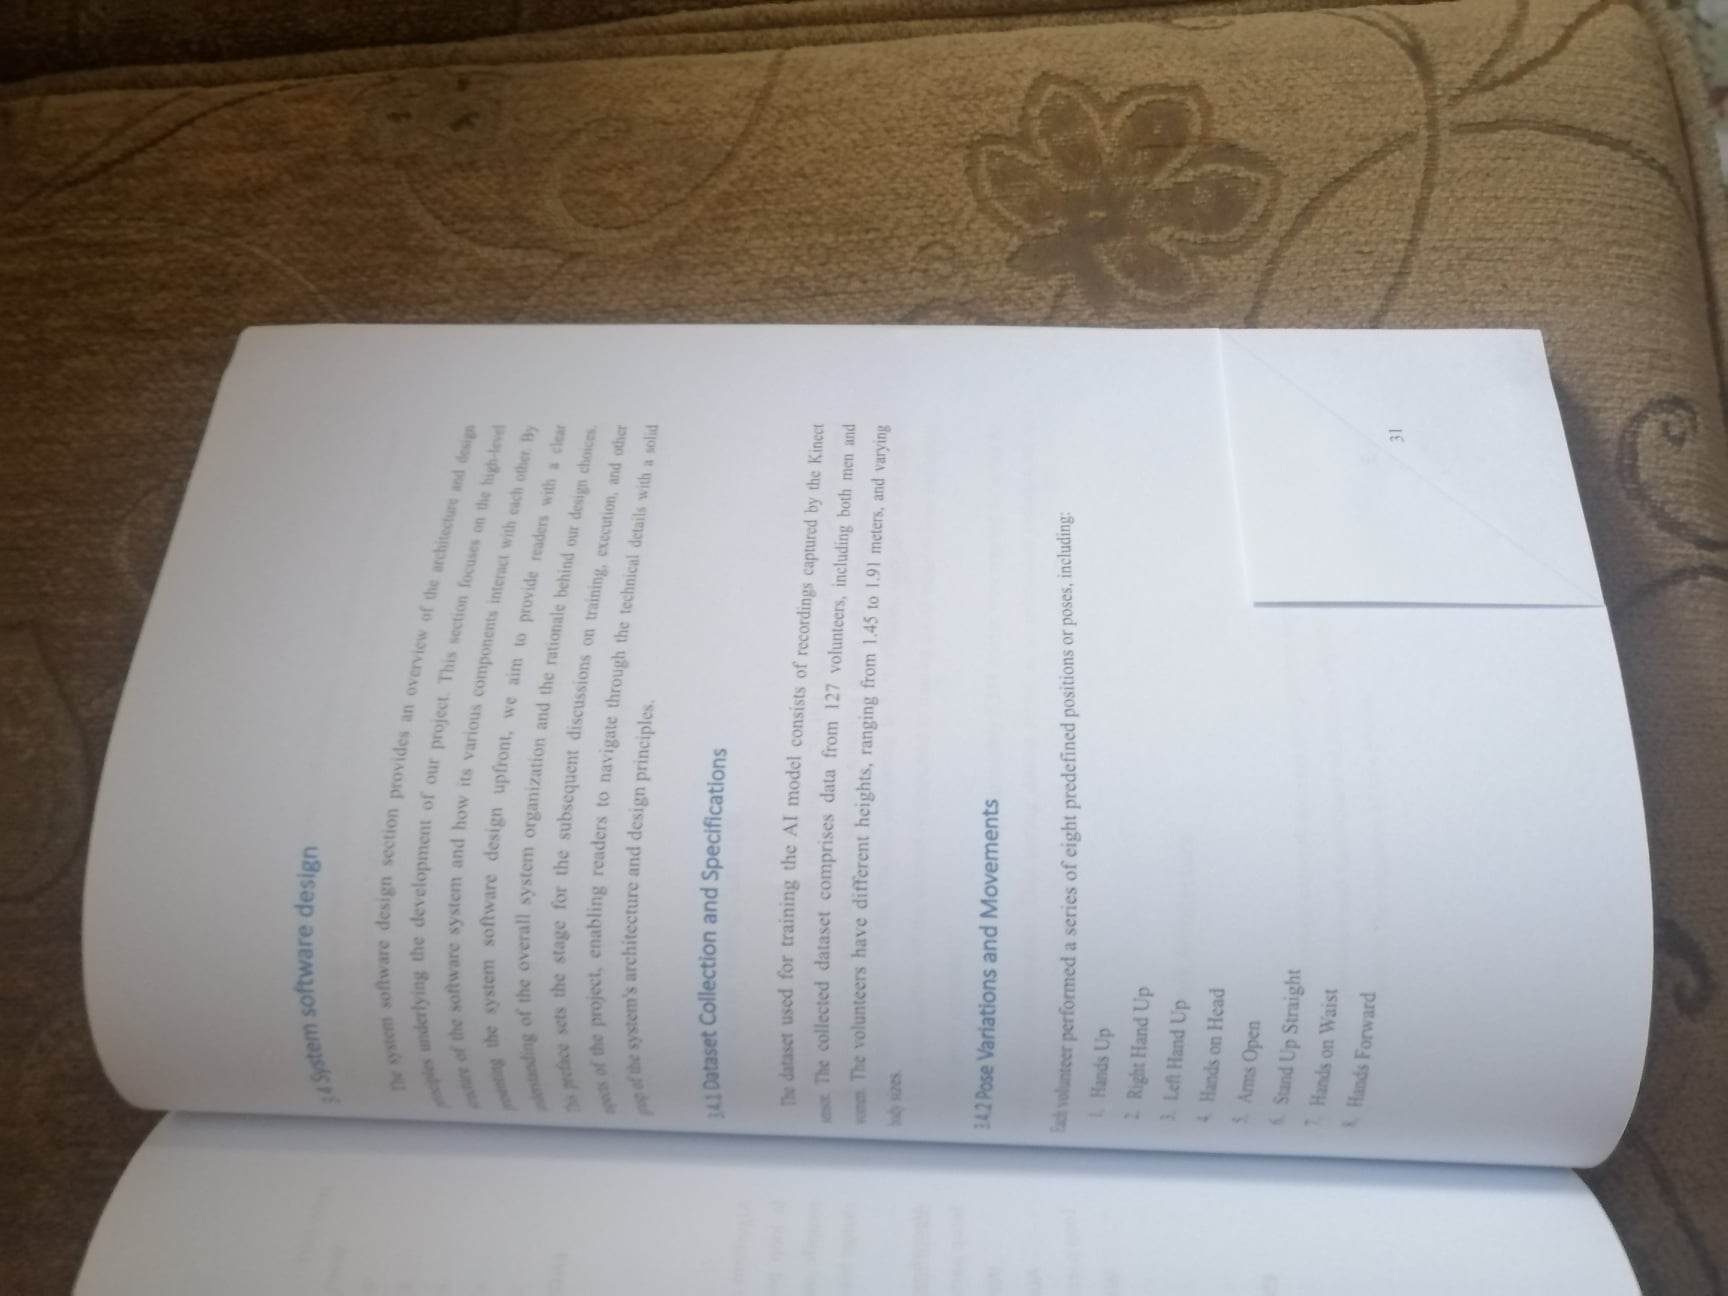 3.4 System software design
The system software design section provides an overview of the architecture and design
principles underlying the development of our project. This section focuses on the high-level
structure of the software system and how its various components interact with each other. By
presenting the system software design upfront, we aim to provide readers with a clear
understanding of the overall system organization and the rationale behind our design choices.
This preface sets the stage for the subsequent discussions on training, execution, and other
aspects of the project, enabling readers to navigate through the technical details with a solid
grasp of the system's architecture and design principles.
3.4.1 Dataset Collection and Specifications
The dataset used for training the AI model consists of recordings captured by the Kinect
sensor. The collected dataset comprises data from 127 volunteers, including both men and
women. The volunteers have different heights, ranging from 1.45 to 1.91 meters, and varying
body sizes.
3.4.2 Pose Variations and Movements
Each volunteer performed a series of eight predefined positions or poses, including:
1. Hands Up
2. Right Hand Up
3. Left Hand Up
4. Hands on Head
5. Arms Open
6. Stand Up Straight
7. Hands on Waist
8. Hands Forward
31